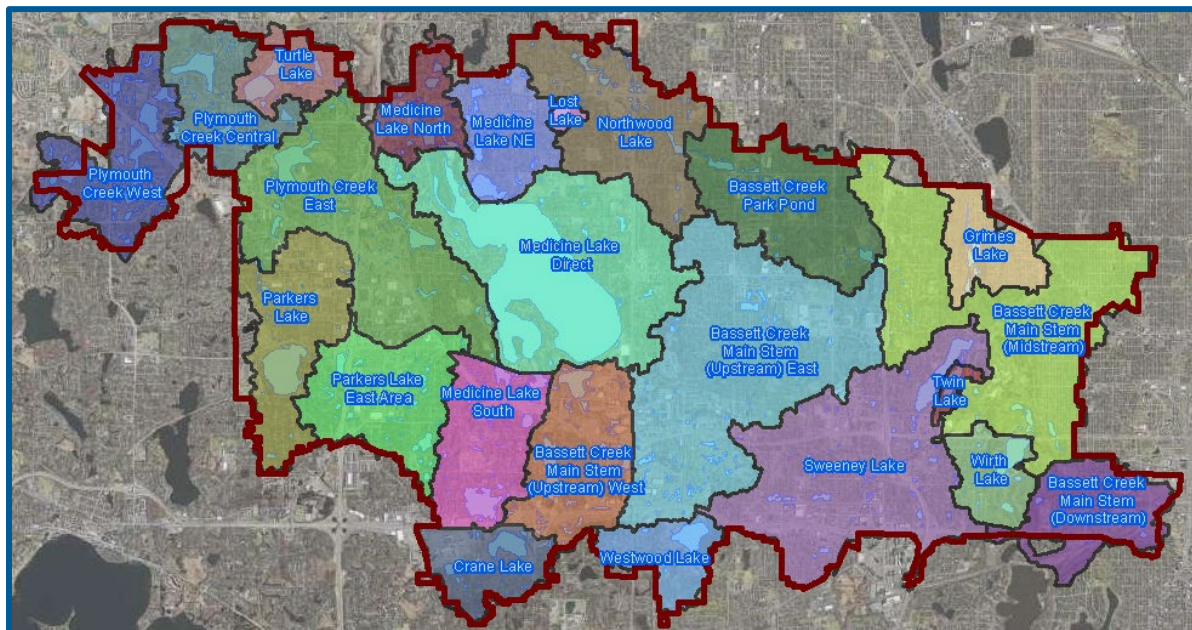 Turtle
Lake
Plymouth
Creek Central
Medicine
Lake North
Medicine
Lake NE
Lost
Lake
Northwood
Lake
Plymouth
Creek West
Plymouth Creek
East
Bassett Creek
Park Pond
Medicine Lake
Direct
Grimes
Lake
Parkers
Lake
Bassett Creek
Main Stem
(Upstream) East
Bassett Creek
Main Stem
(Midstream)
Parkers Lake
East Area
Medicine Lake
South
Twin
Lake
Bassett Creek
Main Stem
(Upstream) West
Sweeney Lake
Wirth
Lake
Bassett Creek
Main Stem
(Downstream)
Crane Lake
Westwood Lake